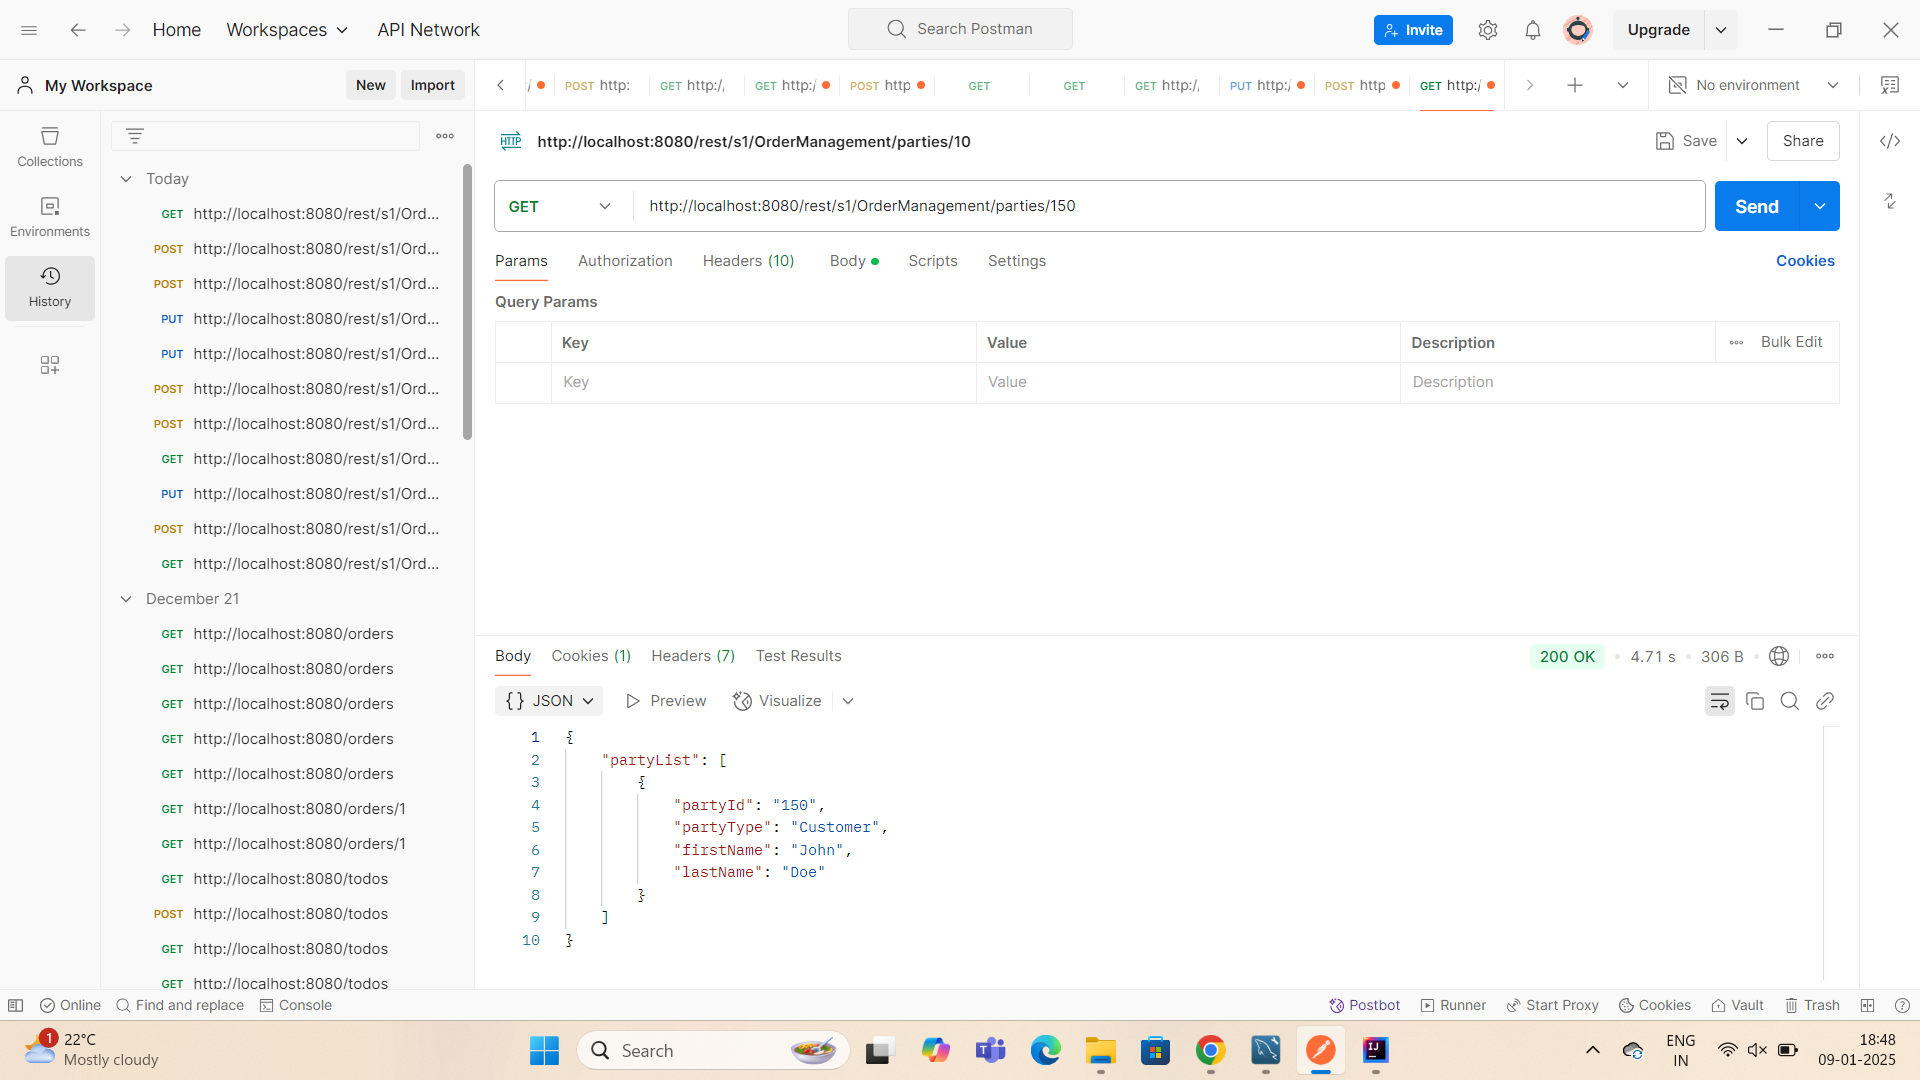 Home
Workspaces
API Network
Search Postman
Invite
Upgrade
My Workspace
New
Import
POST http:
GET http:/,
GET http:/
POST http
GET
GET
GET http:/,
PUT http:/
POST http
GET http:/
No environment
Collections
Environments
History
Today
GET http://localhost:8080/rest/s1/Ord...
POST http://localhost:8080/rest/s1/Ord...
POST http://localhost:8080/rest/s1/Ord...
PUT http://localhost:8080/rest/s1/Ord...
PUT http://localhost:8080/rest/s1/Ord...
POST http://localhost:8080/rest/s1/Ord...
POST http://localhost:8080/rest/s1/Ord...
GET http://localhost:8080/rest/s1/Ord...
PUT http://localhost:8080/rest/s1/Ord...
POST http://localhost:8080/rest/s1/Ord...
GET http://localhost:8080/rest/s1/Ord...
December 21
GET http://localhost:8080/orders
GET http://localhost:8080/orders
GET http://localhost:8080/orders
GET http://localhost:8080/orders
GET http://localhost:8080/orders
GET http://localhost:8080/orders/1
GET http://localhost:8080/orders/1
GET http://localhost:8080/todos
POST http://localhost:8080/todos
GET http://localhost:8080/todos
GET http://localhost:8080/todos
HTTP http://localhost:8080/rest/s1/OrderManagement/parties/10
Save
Share
GET
http://localhost:8080/rest/s1/OrderManagement/parties/150
Send
Params
Authorization
Headers (10)
Body
Scripts
Settings
Cookies
Query Params
Key
Value
Description
Bulk Edit
Key
Value
Description
Body
Cookies (1)
Headers (7)
Test Results
200 OK
4.71 s
306 B
{} JSON
Preview
Visualize
1 {
2 "partyList": [
3 {
4 "partyId": "150",
5 "partyType": "Customer",
6 "firstName": "John",
7 "lastName": "Doe"
8 }
9 ]
10 }
Online
Find and replace
Console
Postbot
Runner
Start Proxy
Cookies
Vault
Trash
1
22°C
Mostly cloudy
Search
ENG
IN
18:48
09-01-2025